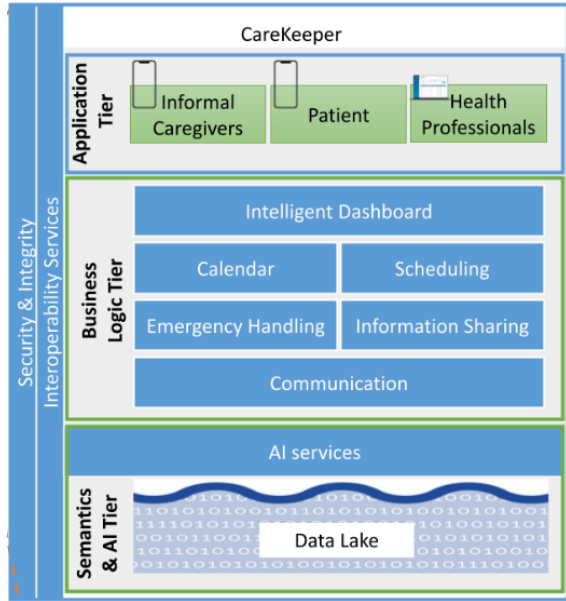 CareKeeper
Security & Integrity
Interoperability Services
Application
Tier
Informal
Caregivers
Patient
Health
Professionals
Business
Logic Tier
Intelligent Dashboard
Calendar
Scheduling
Emergency Handling
Information Sharing
Communication
Semantics
& AI Tier
AI services
Data Lake